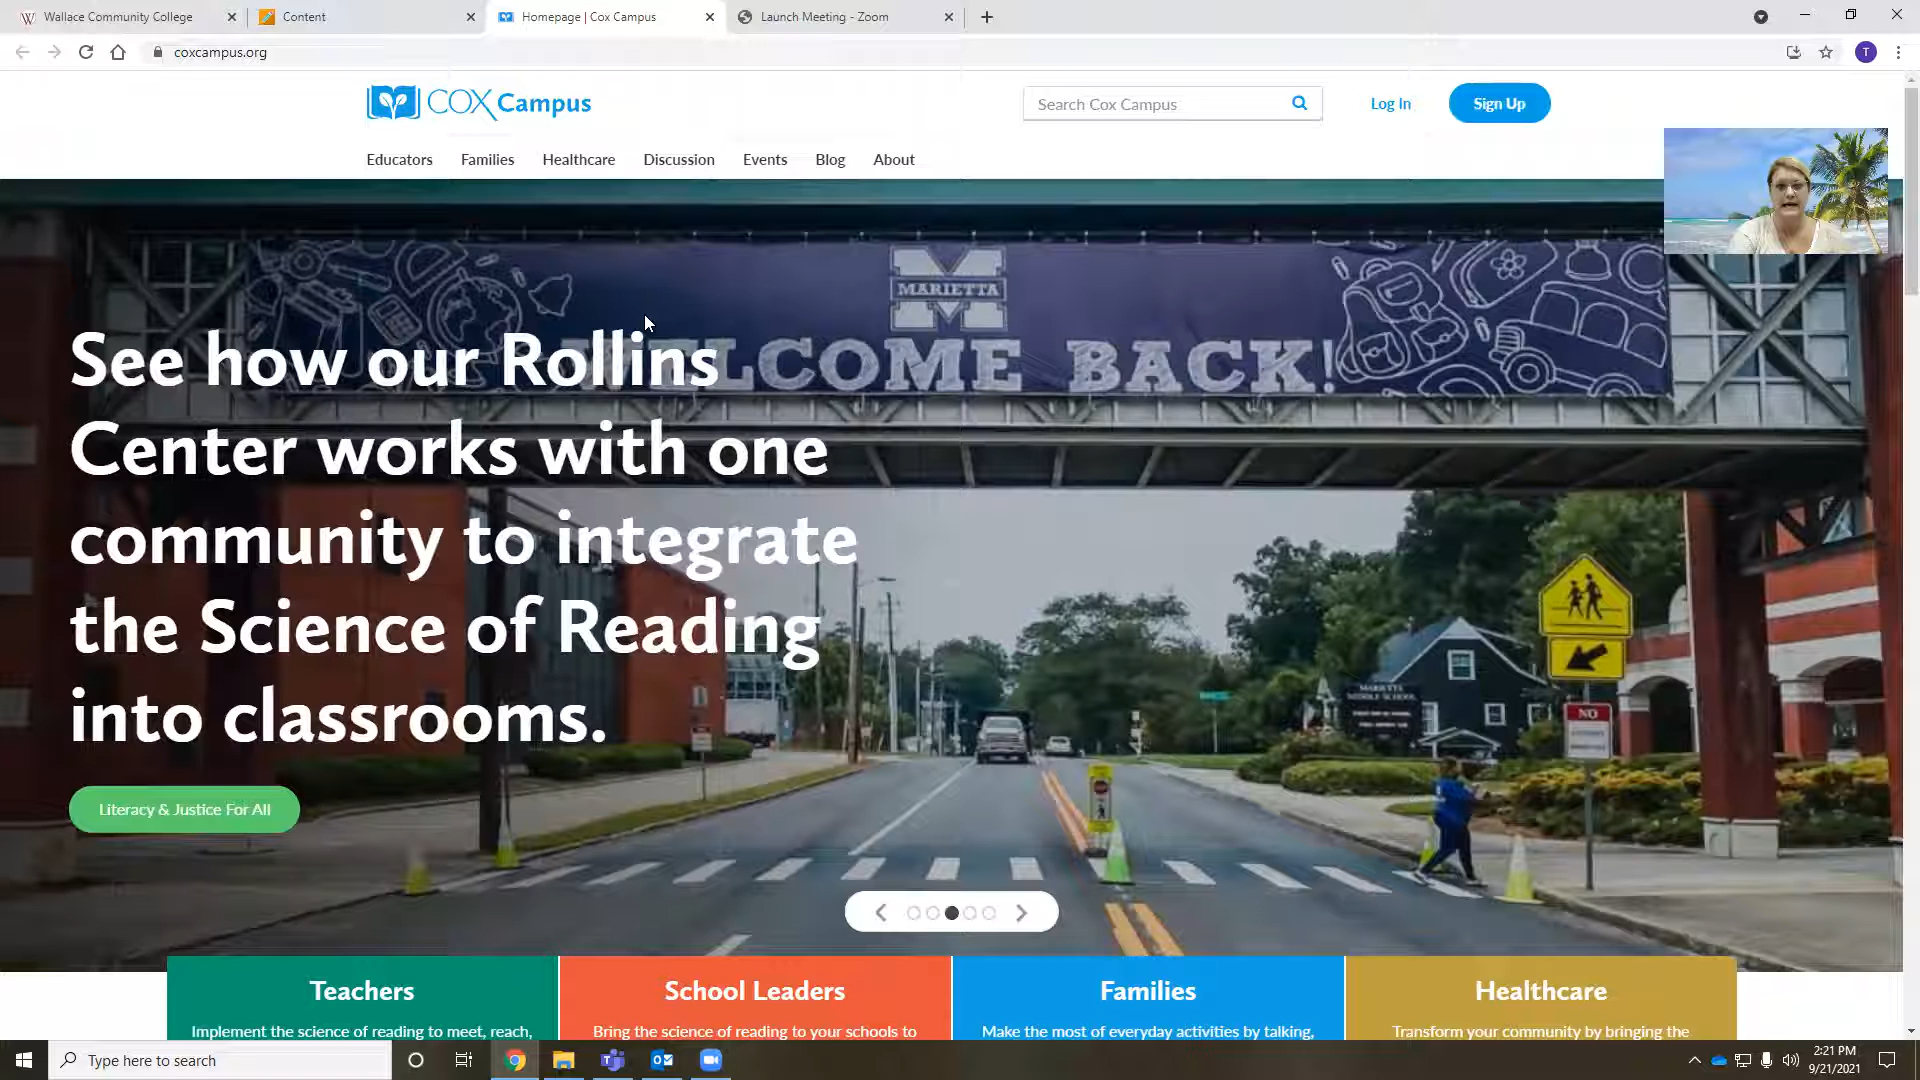 Wallace Community College
Content
Homepage | Cox Campus
Launch Meeting - Zoom
coxcampus.org
T
COX Campus
Search Cox Campus
Log In
Sign Up
Educators
Families
Healthcare
Discussion
Events
Blog
About
M
MARIETTA
WELCOME BACK!
See how our Rollins
Center works with one
community to integrate
the Science of Reading
into classrooms.
MARIETTA
MIDDLE SCHOOL
NO
Literacy & Justice For All
Teachers
School Leaders
Families
Healthcare
Implement the science of reading to meet, reach,
Bring the science of reading to your schools to
Make the most of everyday activities by talking,
Transform your community by bringing the
Type here to search
2:21 PM
9/21/2021